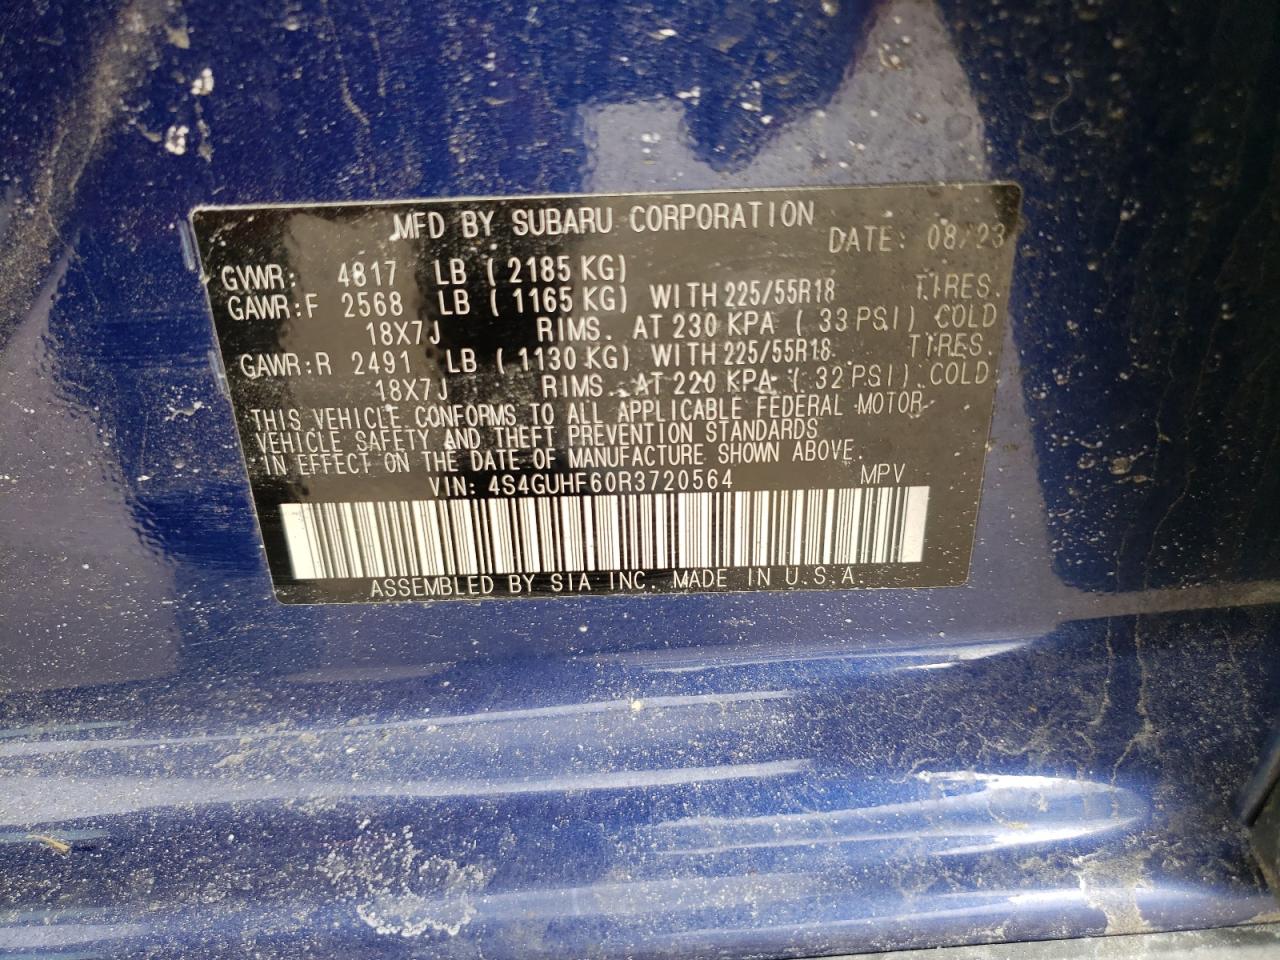 MFD BY SUBARU CORPORATION
DATE: 08/23
GVWR: 4817 LB (2185 KG)
GAWR:F 2568 LB (1165 KG) WITH 225/55R18 TIRES.
18X7J RIMS. AT 230 KPA (33 PSI) COLD
GAWR:R 2491 LB (1130 KG) WITH 225/55R18 TIRES.
18X7J RIMS. AT 220 KPA (32 PSI) COLD.
THIS VEHICLE CONFORMS TO ALL APPLICABLE FEDERAL MOTOR
VEHICLE SAFETY AND THEFT PREVENTION STANDARDS
IN EFFECT ON THE DATE OF MANUFACTURE SHOWN ABOVE.
VIN: 4S4GUHF60R3720564 MPV
ASSEMBLED BY SIA INC. MADE IN U.S.A.